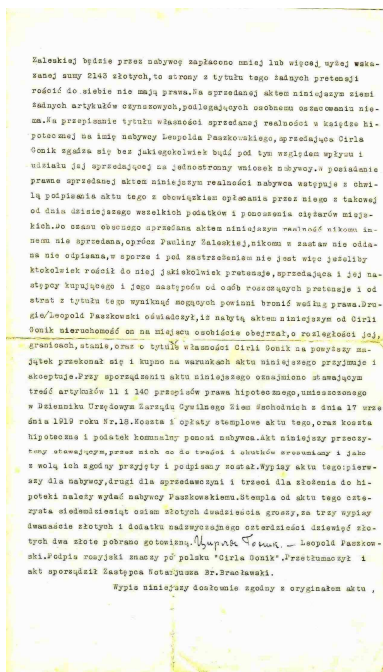 Zaleskiej będzie przez nabywcę zapłacono mniej lub więcej wyżej wska-
zanej sumy 2143 złotych,to strony z tytułu tego żadnych pretensji
rościć do siebie nie mają prawa.Na sprzedanej aktem niniejszym ziemi
żadnych artykułów czynszowych,podlegających osobnemu oszacowaniu nie-
ma.Na przepisanie tytułu własności sprzedanej realności w księdze hi-
potecznej na imię nabywcy Leopolda Paszkowskiego,sprzedająca Cirla
Gonik zgadza się bez jakiegokolwiek bądź pod tym względem wpływu i
udziału jej sprzedającej na jednostronny wniosek nabywcy.W posiadanie
prawne sprzedanej aktem niniejszym realności nabywca wstępuje z chwi-
lą podpisania aktu tego z obowiązkiem opłacania przez niego z takowej
od dnia dzisiejszego wszelkich podatków i ponoszenia ciężarów miejs-
kich.Do czasu obecnego sprzedana aktem niniejszym realność nikomu in-
nemu nie sprzedana,oprócz Pauliny Zaleskiej,nikomu w zastaw nie odda-
na nie odpisana,w sporze i pod zastrzeżeniem nie jest więc jeżeliby
ktokolwiek rościł do niej jakiekolwiek pretensje,sprzedająca i jej na-
stępcy kupującego i jego następców od osób roszczących pretensje i od
strat z tytułu tego wyniknąć mogących powinni bronić według prawa.Dru-
gie/Leopold Paszkowski oświadczył,iż nabytą aktem niniejszym od Cirli
Gonik nieruchomość on na miejscu osobiście obejrzał,o rozległości jej,
granicach,stanie,oraz o tytule własności Cirli Gonik na powyższy ma-
jątek przekonał się i kupno na warunkach aktu niniejszego przyjmuje i
akceptuje.Przy sporządzeniu aktu niniejszego oznajmiono stawającym
treść artykułów 11 i 140 przepisów prawa hipotecznego,umieszczonego
w Dzienniku Urzędowym Zarządu Cywilnego Ziem Wschodnich z dnia 17 wrze
śnia 1919 roku Nr.18.Koszta i opłaty stemplowe aktu tego,oraz koszta
hipoteczne i podatek komunalny ponosi nabywca.Akt niniejszy przeczy-
tany stawającym,przez nich co do treści i skutków zrozumiany i jako
z wolą ich zgodny przyjęty i podpisany został.Wypisy aktu tego:pierw-
szy dla nabywcy,drugi dla sprzedawczyni i trzeci dla złożenia do hi-
poteki należy wydać nabywcy Paszkowskiemu.Stempla od aktu tego czte-
rysta siedemdziesiąt osiem złotych dwadzieścia groszy,za trzy wypisy
dwanaście złotych i dodatku nadzwyczajnego czterdzieści dziewięć zło-
tych dwa złote pobrano gotowizną. Цирля Гоник. — Leopold Paszkow-
ski.Podpis rosyjski znaczy po polsku "Cirla Gonik".Przetłumaczył i
akt sporządził Zastępca Notarjusza Br.Bracławski.
Wypis niniejszy dosłownie zgodny z oryginałem aktu ,